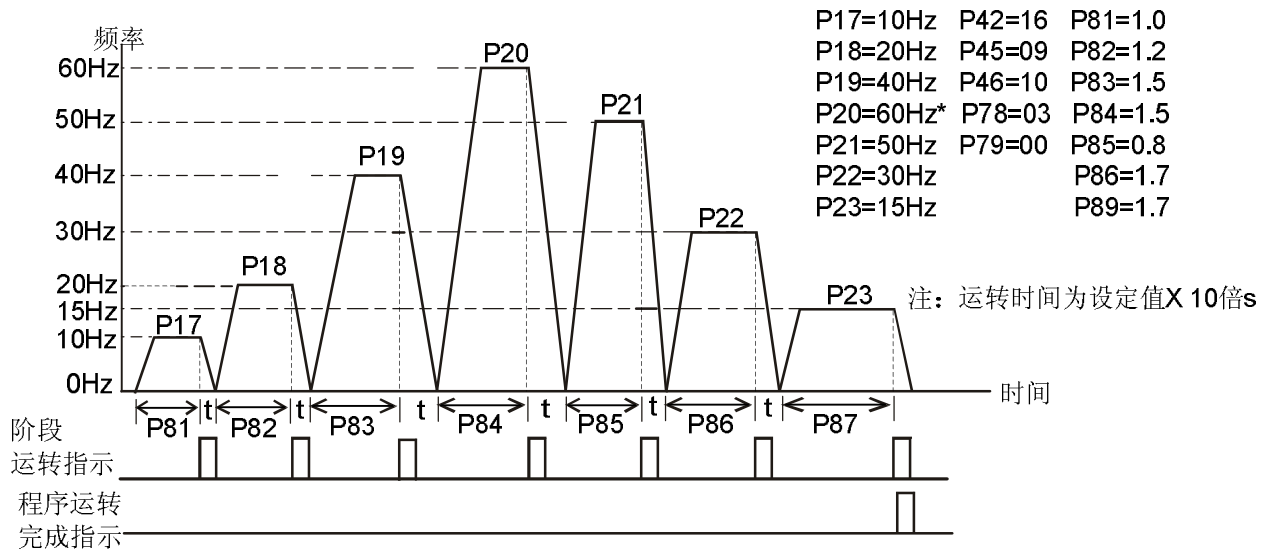 P17=10Hz P42=16 P81=1.0
P18=20Hz P45=09 P82=1.2
P19=40Hz P46=10 P83=1.5
P20=60Hz* P78=03 P84=1.5
P21=50Hz P79=00 P85=0.8
P22=30Hz P86=1.7
P23=15Hz P89=1.7
注：运转时间为设定值X 10倍s
频率
60Hz
50Hz
40Hz
30Hz
20Hz
15Hz
10Hz
0Hz
P17
P18
P19
P20
P21
P22
P23
时间
P81 t P82 t P83 t P84 t P85 t P86 t P87
阶段
运转指示
程序运转
完成指示